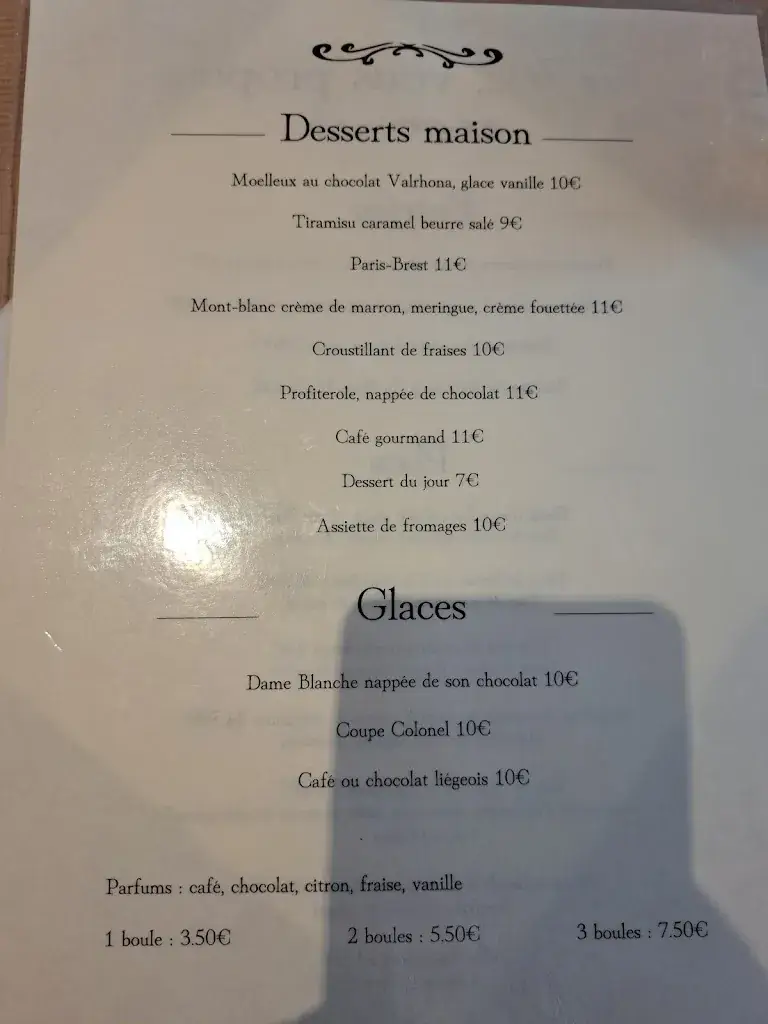 Desserts maison
Moelleux au chocolat Valrhona, glace vanille 10€
Tiramisu caramel beurre salé 9€
Paris-Brest 11€
Mont-blanc crème de marron, meringue, crème fouettée 11€
Croustillant de fraises 10€
Profiterole, nappée de chocolat 11€
Café gourmand 11€
Dessert du jour 7€
Assiette de fromages 10€
Glaces
Dame Blanche nappée de son chocolat 10€
Coupe Colonel 10€
Café ou chocolat liégeois 10€
Parfums : café, chocolat, citron, fraise, vanille
1 boule : 3.50€ 2 boules : 5.50€ 3 boules : 7.50€